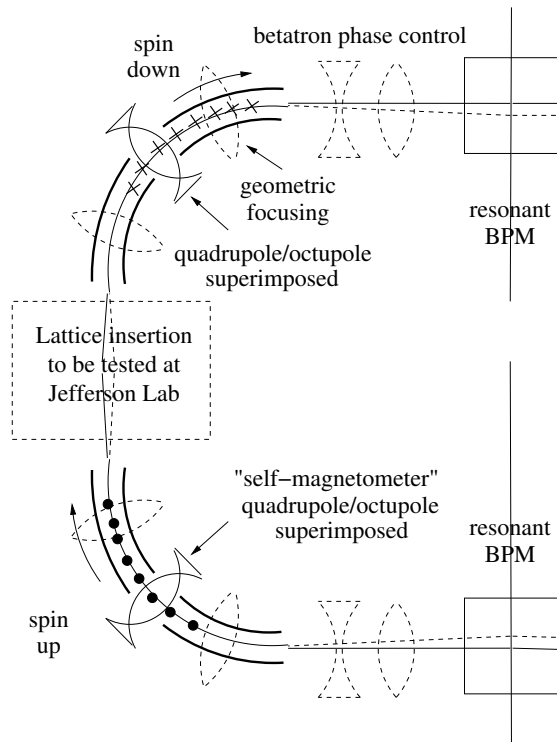 spin
down
betatron phase control
geometric
focusing
quadrupole/octupole
superimposed
resonant
BPM
Lattice insertion
to be tested at
Jefferson Lab
"self-magnetometer"
quadrupole/octupole
superimposed
resonant
BPM
spin
up